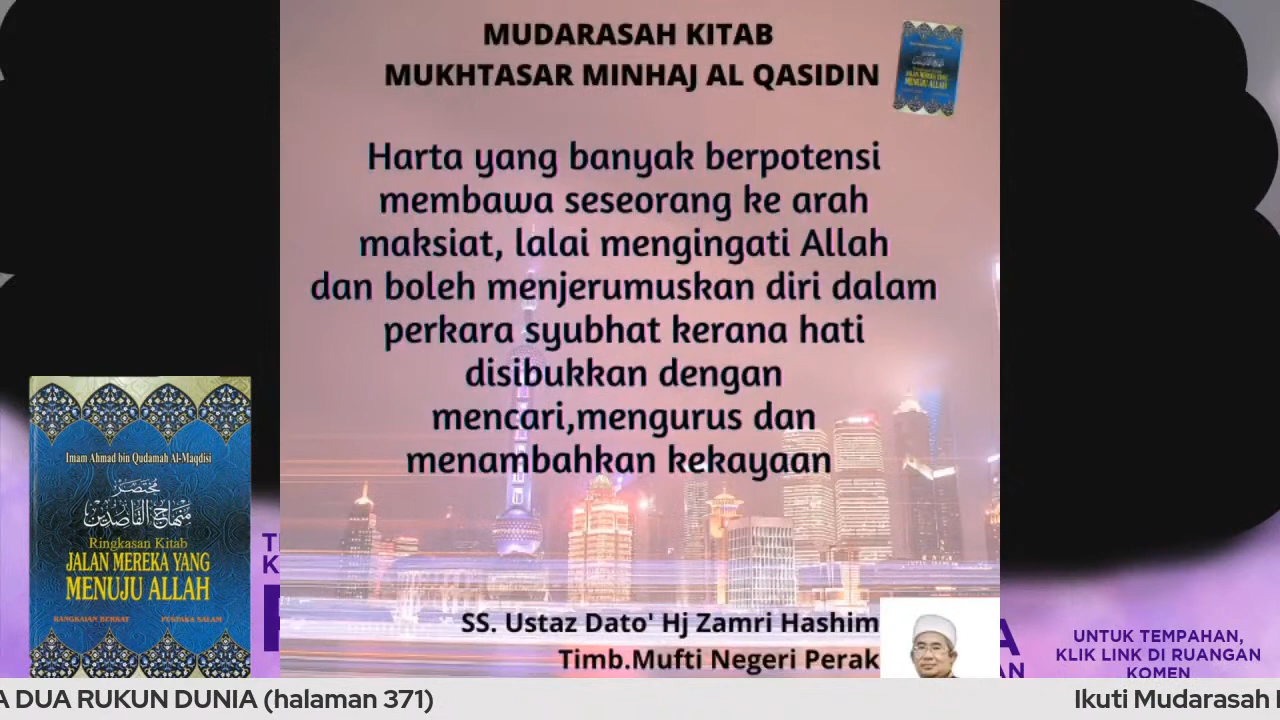 MUDARASAH KITAB
MUKHTASAR MINHAJ AL QASIDIN
Harta yang banyak berpotensi
membawa seseorang ke arah
maksiat, lalai mengingati Allah
dan boleh menjerumuskan diri dalam
perkara syubhat kerana hati
disibukkan dengan
mencari,mengurus dan
menambahkan kekayaan
SS. Ustaz Dato' Hj Zamri Hashim
Timb.Mufti Negeri Perak
Imam Ahmad bin Qudamah Al-Maqdisi
مختصر
منهاج القاصدين
Ringkasan Kitab
JALAN MEREKA YANG
MENUJU ALLAH
RANGKAIAN BERKAT
PUSTAKA SALAM
UNTUK TEMPAHAN,
KLIK LINK DI RUANGAN
KOMEN
A DUA RUKUN DUNIA (halaman 371)
Ikuti Mudarasah